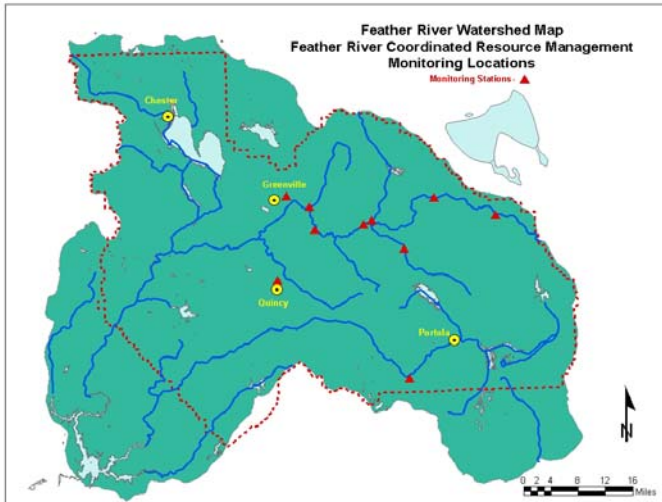 Feather River Watershed Map
Feather River Coordinated Resource Management
Monitoring Locations
Monitoring Stations -
Chester
Greenville
Quincy
Portola
N
0 2 4 8 12 16
Miles